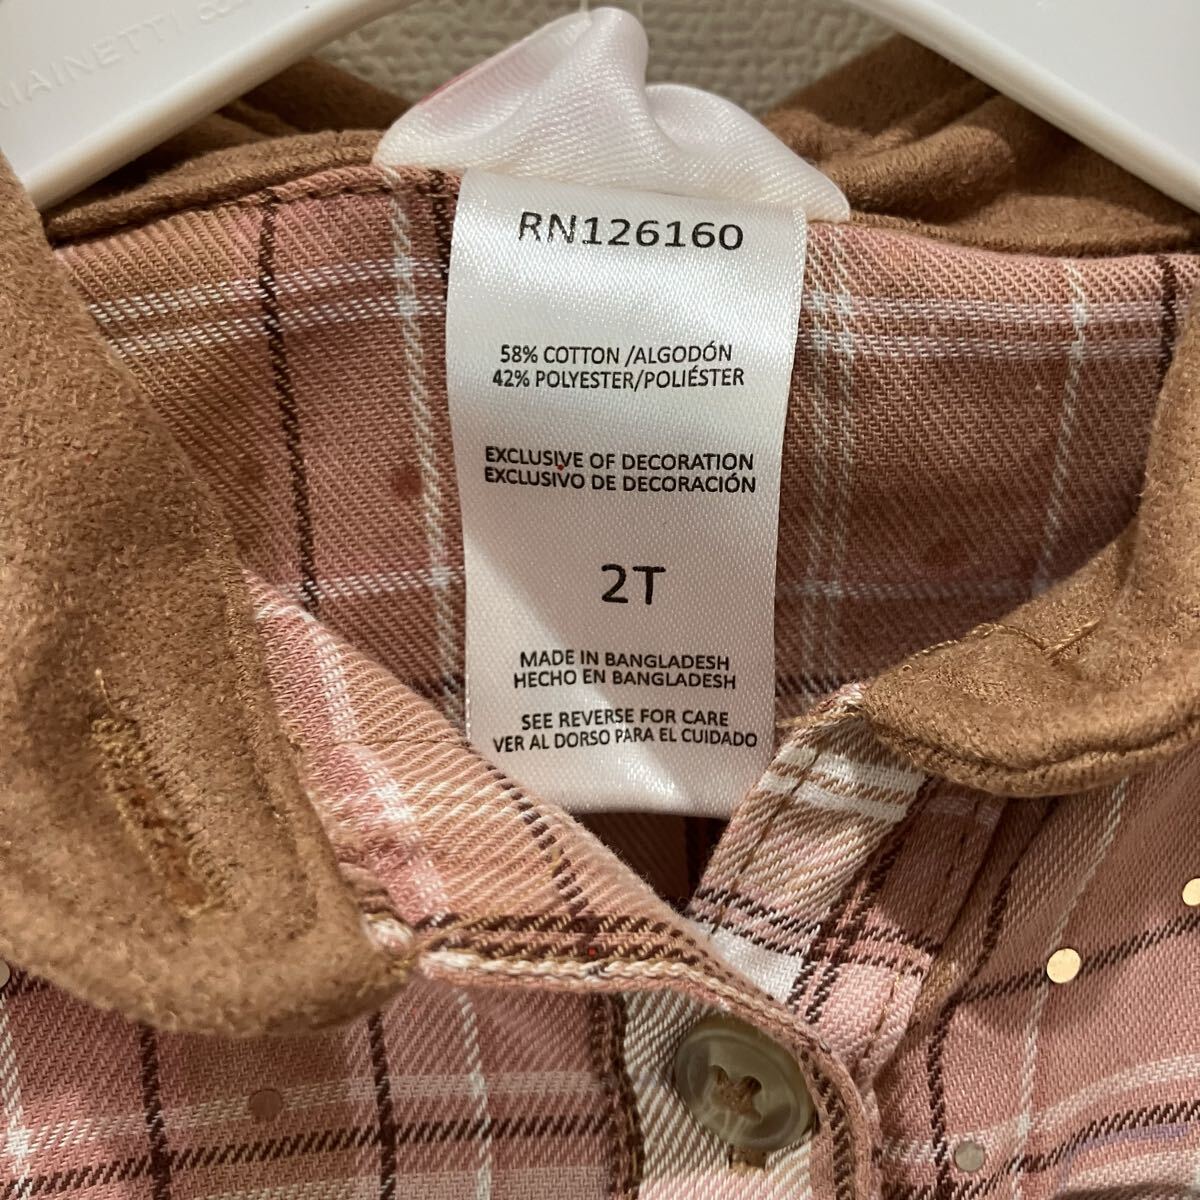 MAINETTI
RN126160
58% COTTON /ALGODÓN
42% POLYESTER/POLIÉSTER
EXCLUSIVE OF DECORATION
EXCLUSIVO DE DECORACIÓN
2T
MADE IN BANGLADESH
HECHO EN BANGLADESH
SEE REVERSE FOR CARE
VER AL DORSO PARA EL CUIDADO